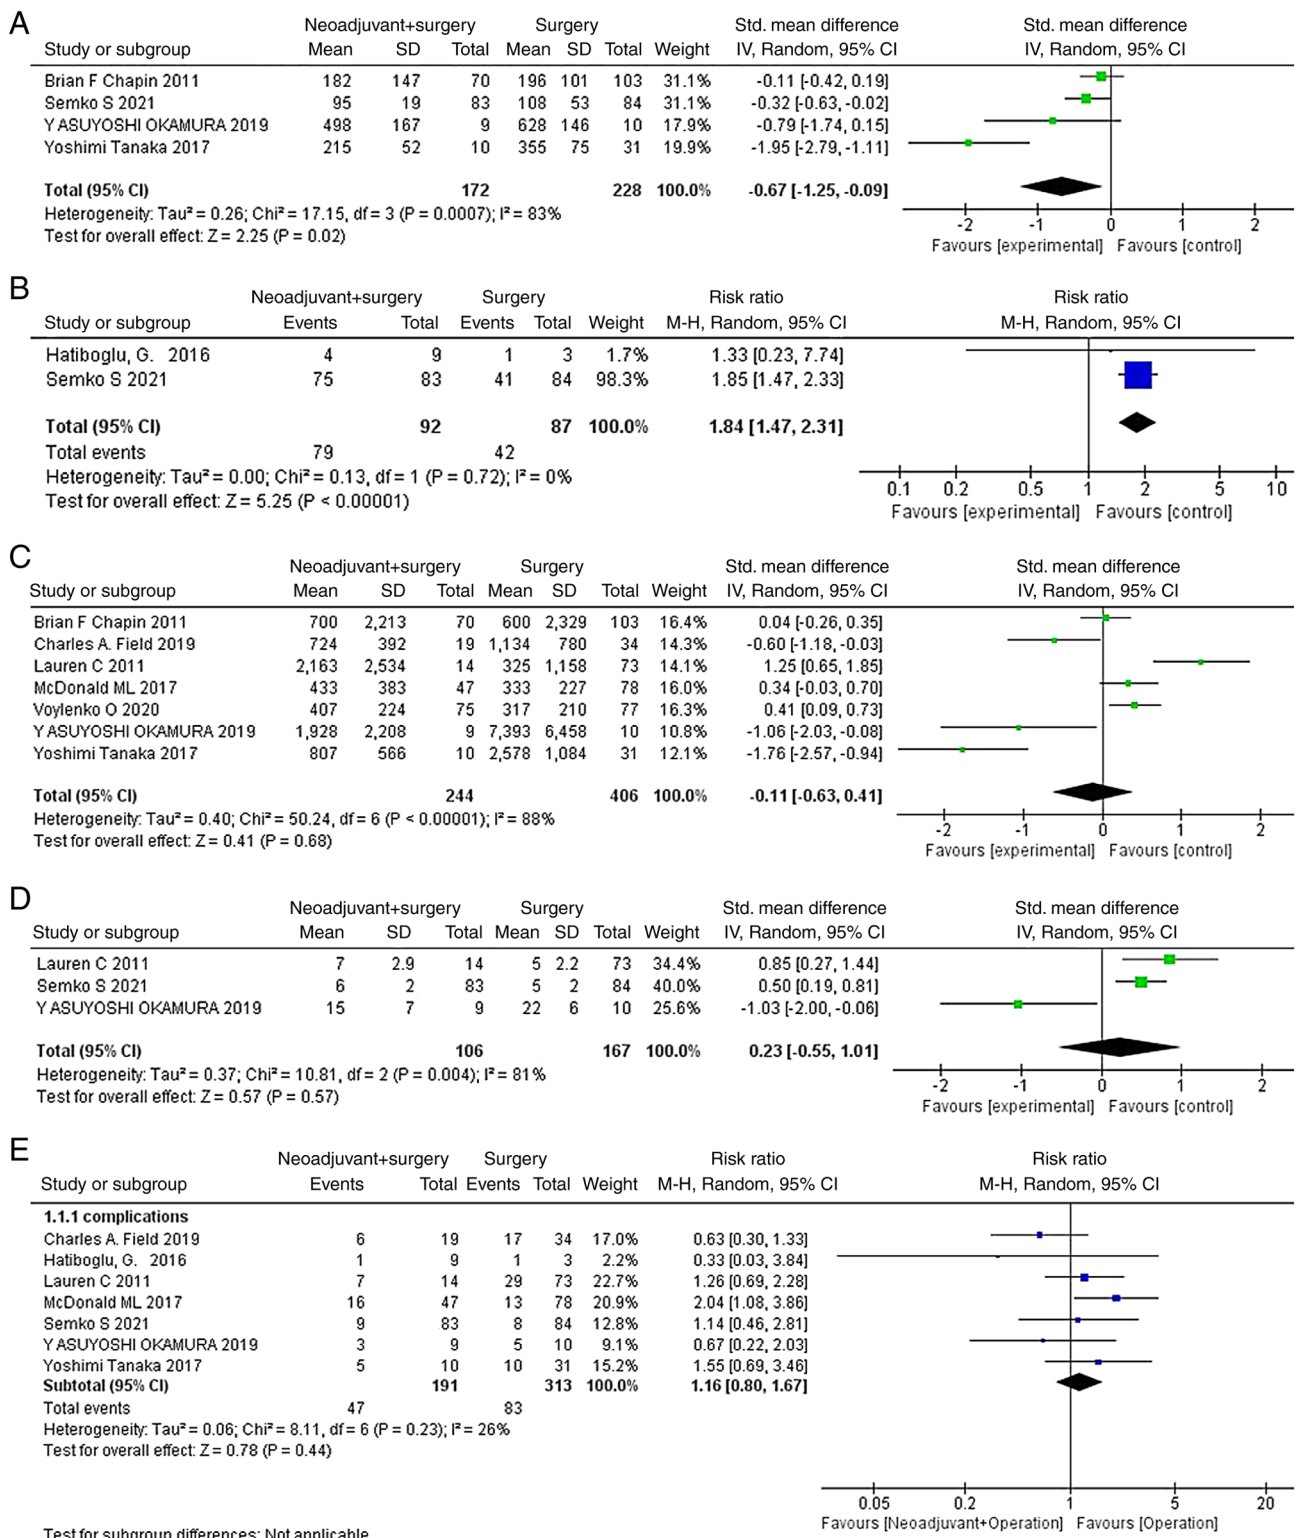 A
Neoadjuvant+surgery Surgery Std. mean difference Std. mean difference
Study or subgroup Mean SD Total Mean SD Total Weight IV, Random, 95% CI IV, Random, 95% CI
Brian F Chapin 2011 182 147 70 196 101 103 31.1% -0.11 [-0.42, 0.19]
Semko S 2021 95 19 83 108 53 84 31.1% -0.32 [-0.63, -0.02]
Y ASUYOSHI OKAMURA 2019 498 167 9 628 146 10 17.9% -0.79 [-1.74, 0.15]
Yoshimi Tanaka 2017 215 52 10 355 75 31 19.9% -1.95 [-2.79, -1.11]
Total (95% CI) 172 228 100.0% -0.67 [-1.25, -0.09]
Heterogeneity: Tau² = 0.26; Chi² = 17.15, df = 3 (P = 0.0007); I² = 83%
Test for overall effect: Z = 2.25 (P = 0.02)
-2 -1 0 1 2
Favours [experimental] Favours [control]
B
Neoadjuvant+surgery Surgery Risk ratio Risk ratio
Study or subgroup Events Total Events Total Weight M-H, Random, 95% CI M-H, Random, 95% CI
Hatiboglu, G. 2016 4 9 1 3 1.7% 1.33 [0.23, 7.74]
Semko S 2021 75 83 41 84 98.3% 1.85 [1.47, 2.33]
Total (95% CI) 92 87 100.0% 1.84 [1.47, 2.31]
Total events 79 42
Heterogeneity: Tau² = 0.00; Chi² = 0.13, df = 1 (P = 0.72); I² = 0%
Test for overall effect: Z = 5.25 (P < 0.00001)
0.1 0.2 0.5 1 2 5 10
Favours [experimental] Favours [control]
C
Neoadjuvant+surgery Surgery Std. mean difference Std. mean difference
Study or subgroup Mean SD Total Mean SD Total Weight IV, Random, 95% CI IV, Random, 95% CI
Brian F Chapin 2011 700 2,213 70 600 2,329 103 16.4% 0.04 [-0.26, 0.35]
Charles A. Field 2019 724 392 19 1,134 780 34 14.3% -0.60 [-1.18, -0.03]
Lauren C 2011 2,163 2,534 14 325 1,158 73 14.1% 1.25 [0.65, 1.85]
McDonald ML 2017 433 383 47 333 227 78 16.0% 0.34 [-0.03, 0.70]
Voylenko O 2020 407 224 75 317 210 77 16.3% 0.41 [0.09, 0.73]
Y ASUYOSHI OKAMURA 2019 1,928 2,208 9 7,393 6,458 10 10.8% -1.06 [-2.03, -0.08]
Yoshimi Tanaka 2017 807 566 10 2,578 1,084 31 12.1% -1.76 [-2.57, -0.94]
Total (95% CI) 244 406 100.0% -0.11 [-0.63, 0.41]
Heterogeneity: Tau² = 0.40; Chi² = 50.24, df = 6 (P < 0.00001); I² = 88%
Test for overall effect: Z = 0.41 (P = 0.68)
-2 -1 0 1 2
Favours [experimental] Favours [control]
D
Neoadjuvant+surgery Surgery Std. mean difference Std. mean difference
Study or subgroup Mean SD Total Mean SD Total Weight IV, Random, 95% CI IV, Random, 95% CI
Lauren C 2011 7 2.9 14 5 2.2 73 34.4% 0.85 [0.27, 1.44]
Semko S 2021 6 2 83 5 2 84 40.0% 0.50 [0.19, 0.81]
Y ASUYOSHI OKAMURA 2019 15 7 9 22 6 10 25.6% -1.03 [-2.00, -0.06]
Total (95% CI) 106 167 100.0% 0.23 [-0.55, 1.01]
Heterogeneity: Tau² = 0.37; Chi² = 10.81, df = 2 (P = 0.004); I² = 81%
Test for overall effect: Z = 0.57 (P = 0.57)
-2 -1 0 1 2
Favours [experimental] Favours [control]
E
Neoadjuvant+surgery Surgery Risk ratio Risk ratio
Study or subgroup Events Total Events Total Weight M-H, Random, 95% CI M-H, Random, 95% CI
1.1.1 complications
Charles A. Field 2019 6 19 17 34 17.0% 0.63 [0.30, 1.33]
Hatiboglu, G. 2016 1 9 1 3 2.2% 0.33 [0.03, 3.84]
Lauren C 2011 7 14 29 73 22.7% 1.26 [0.69, 2.28]
McDonald ML 2017 16 47 13 78 20.9% 2.04 [1.08, 3.86]
Semko S 2021 9 83 8 84 12.8% 1.14 [0.46, 2.81]
Y ASUYOSHI OKAMURA 2019 3 9 5 10 9.1% 0.67 [0.22, 2.03]
Yoshimi Tanaka 2017 5 10 10 31 15.2% 1.55 [0.69, 3.46]
Subtotal (95% CI) 191 313 100.0% 1.16 [0.80, 1.67]
Total events 47 83
Heterogeneity: Tau² = 0.06; Chi² = 8.11, df = 6 (P = 0.23); I² = 26%
Test for overall effect: Z = 0.78 (P = 0.44)
0.05 0.2 1 5 20
Favours [Neoadjuvant+Operation] Favours [Operation]
Test for subgroup differences: Not applicable